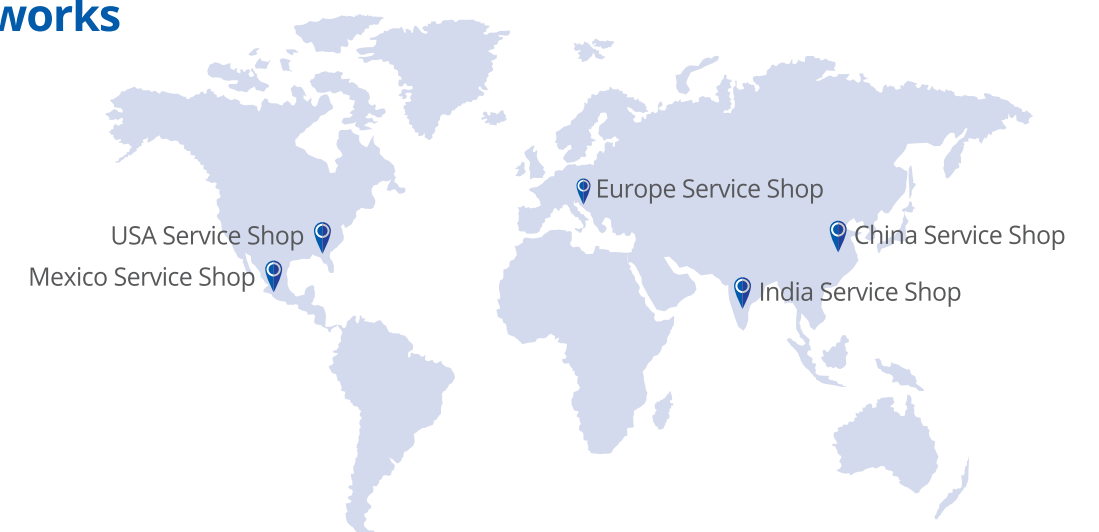 works
Europe Service Shop
USA Service Shop
China Service Shop
Mexico Service Shop
India Service Shop